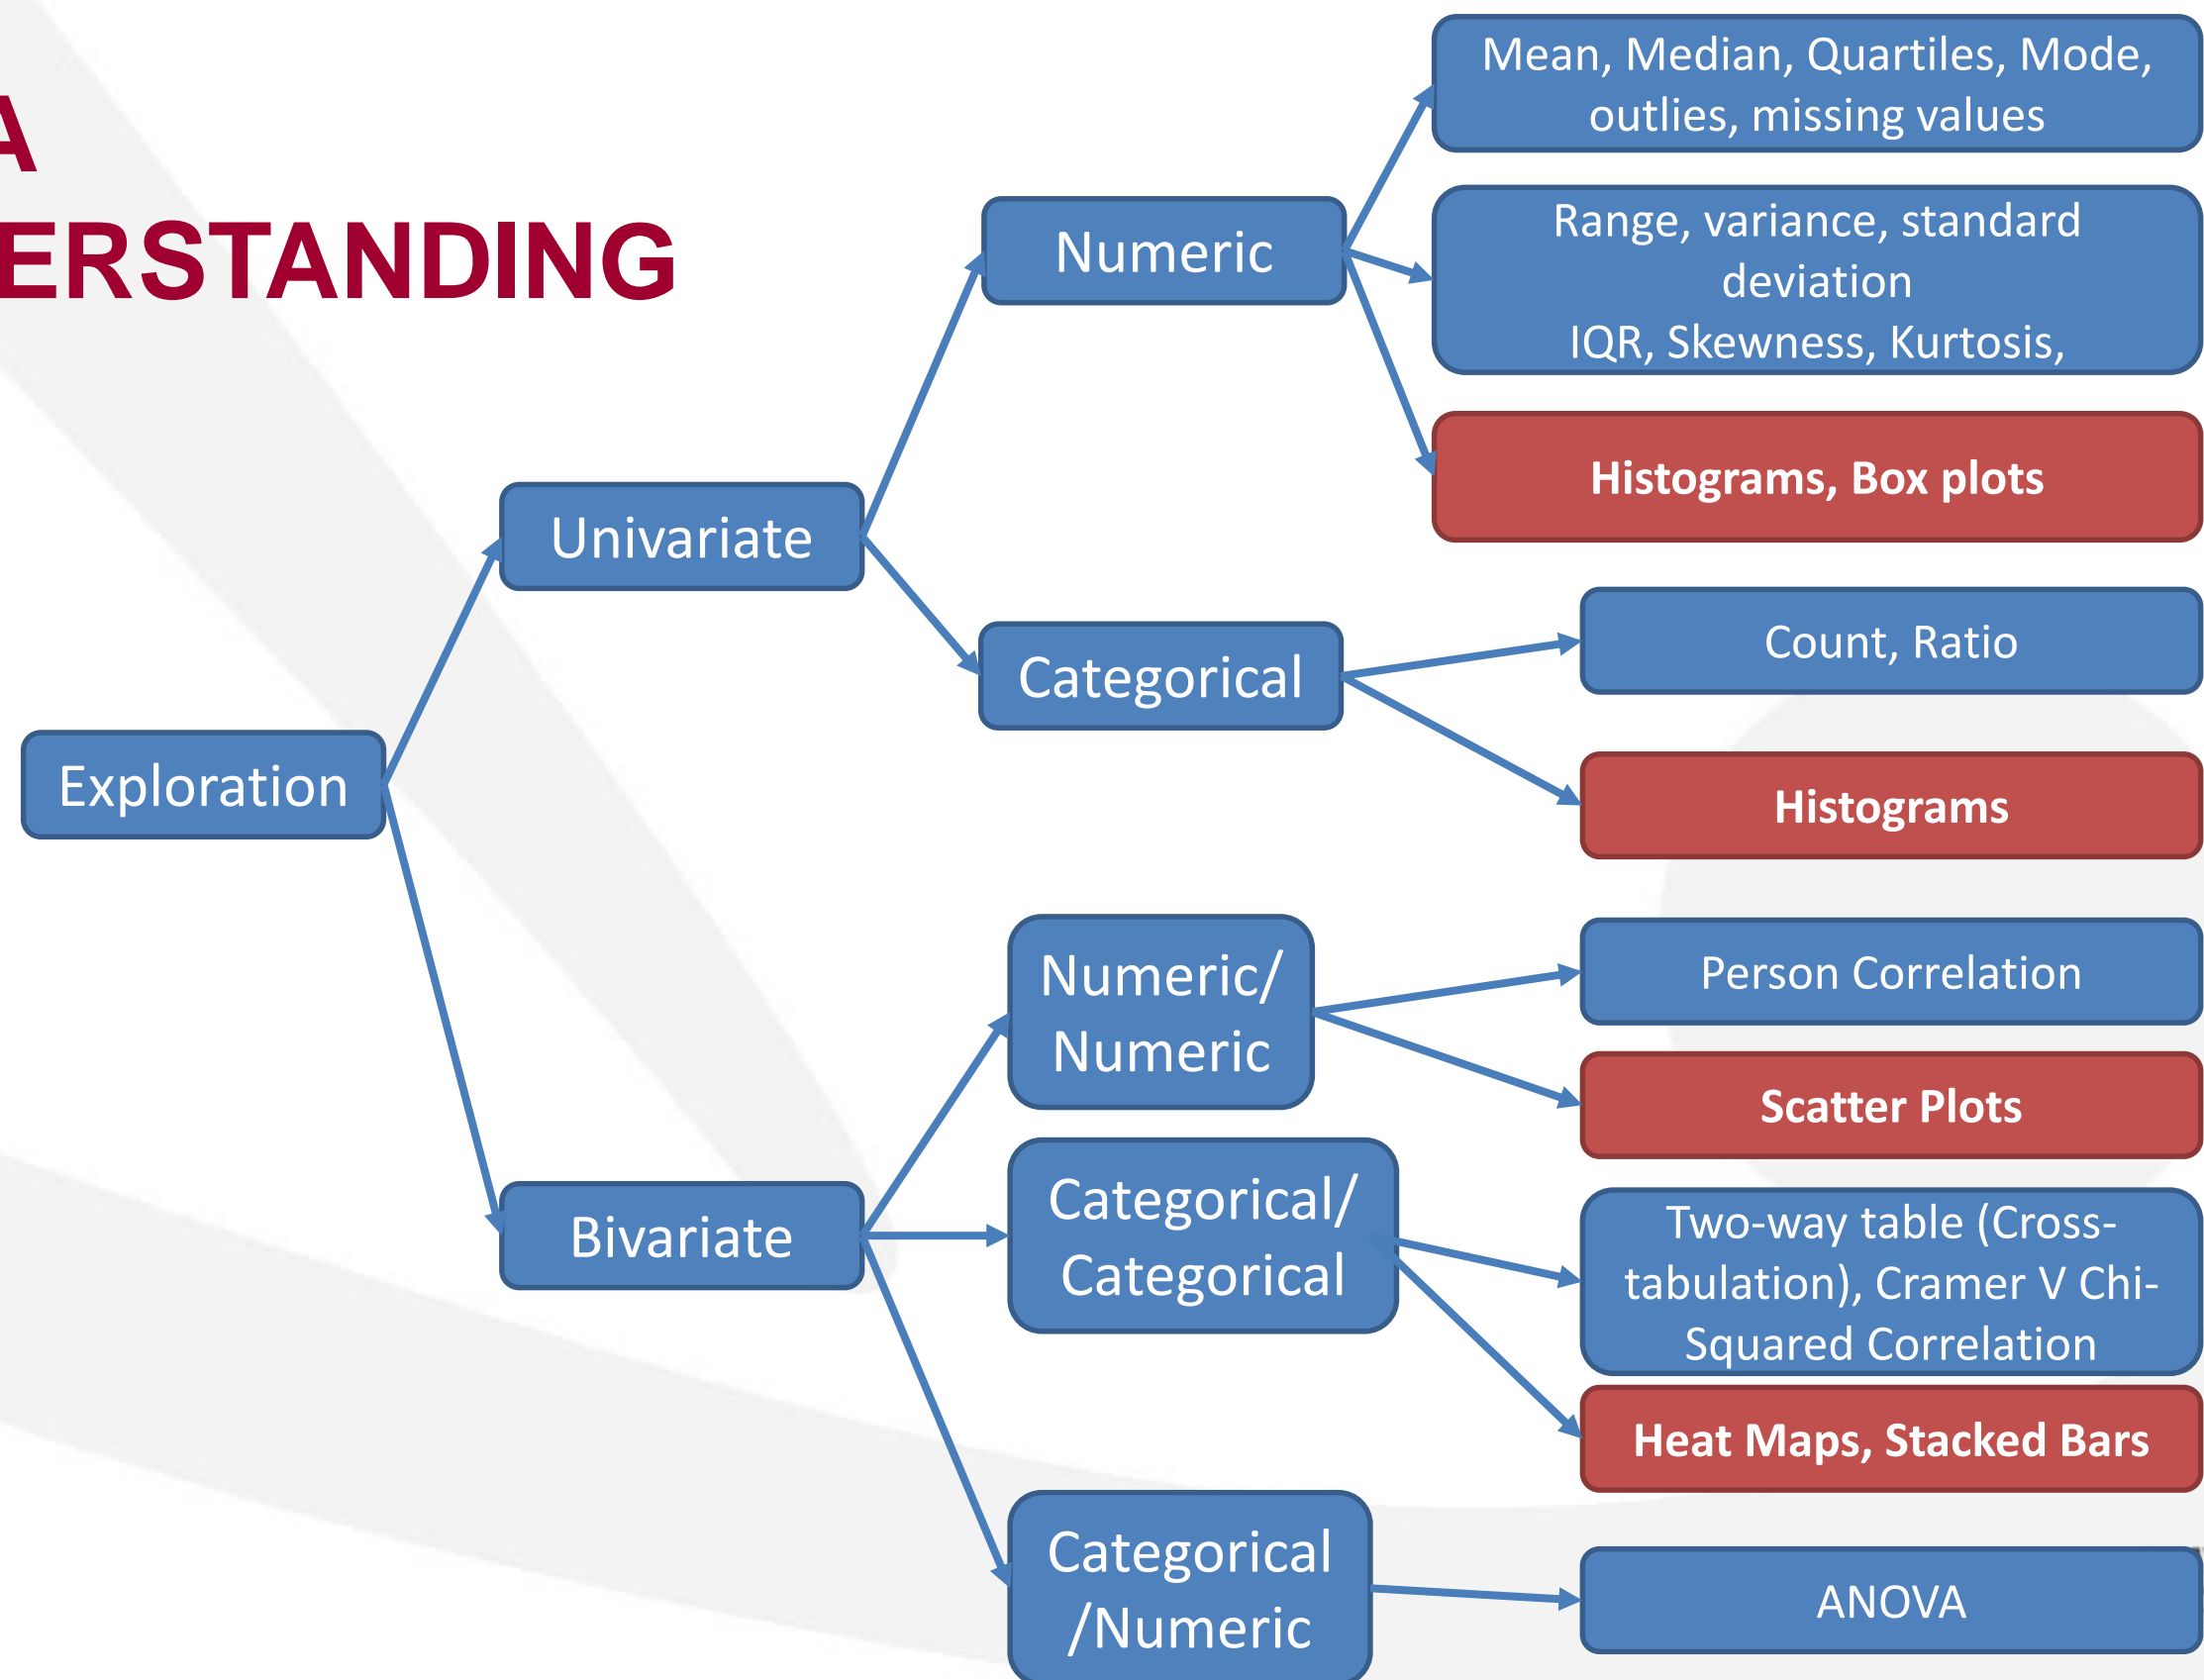 A
ERSTANDING
Exploration
Univariate
Bivariate
Numeric
Categorical
Numeric/
Numeric
Categorical/
Categorical
Categorical
/Numeric
Mean, Median, Quartiles, Mode,
outlies, missing values
Range, variance, standard
deviation
IQR, Skewness, Kurtosis,
Histograms, Box plots
Count, Ratio
Histograms
Person Correlation
Scatter Plots
Two-way table (Cross-
tabulation), Cramer V Chi-
Squared Correlation
Heat Maps, Stacked Bars
ANOVA